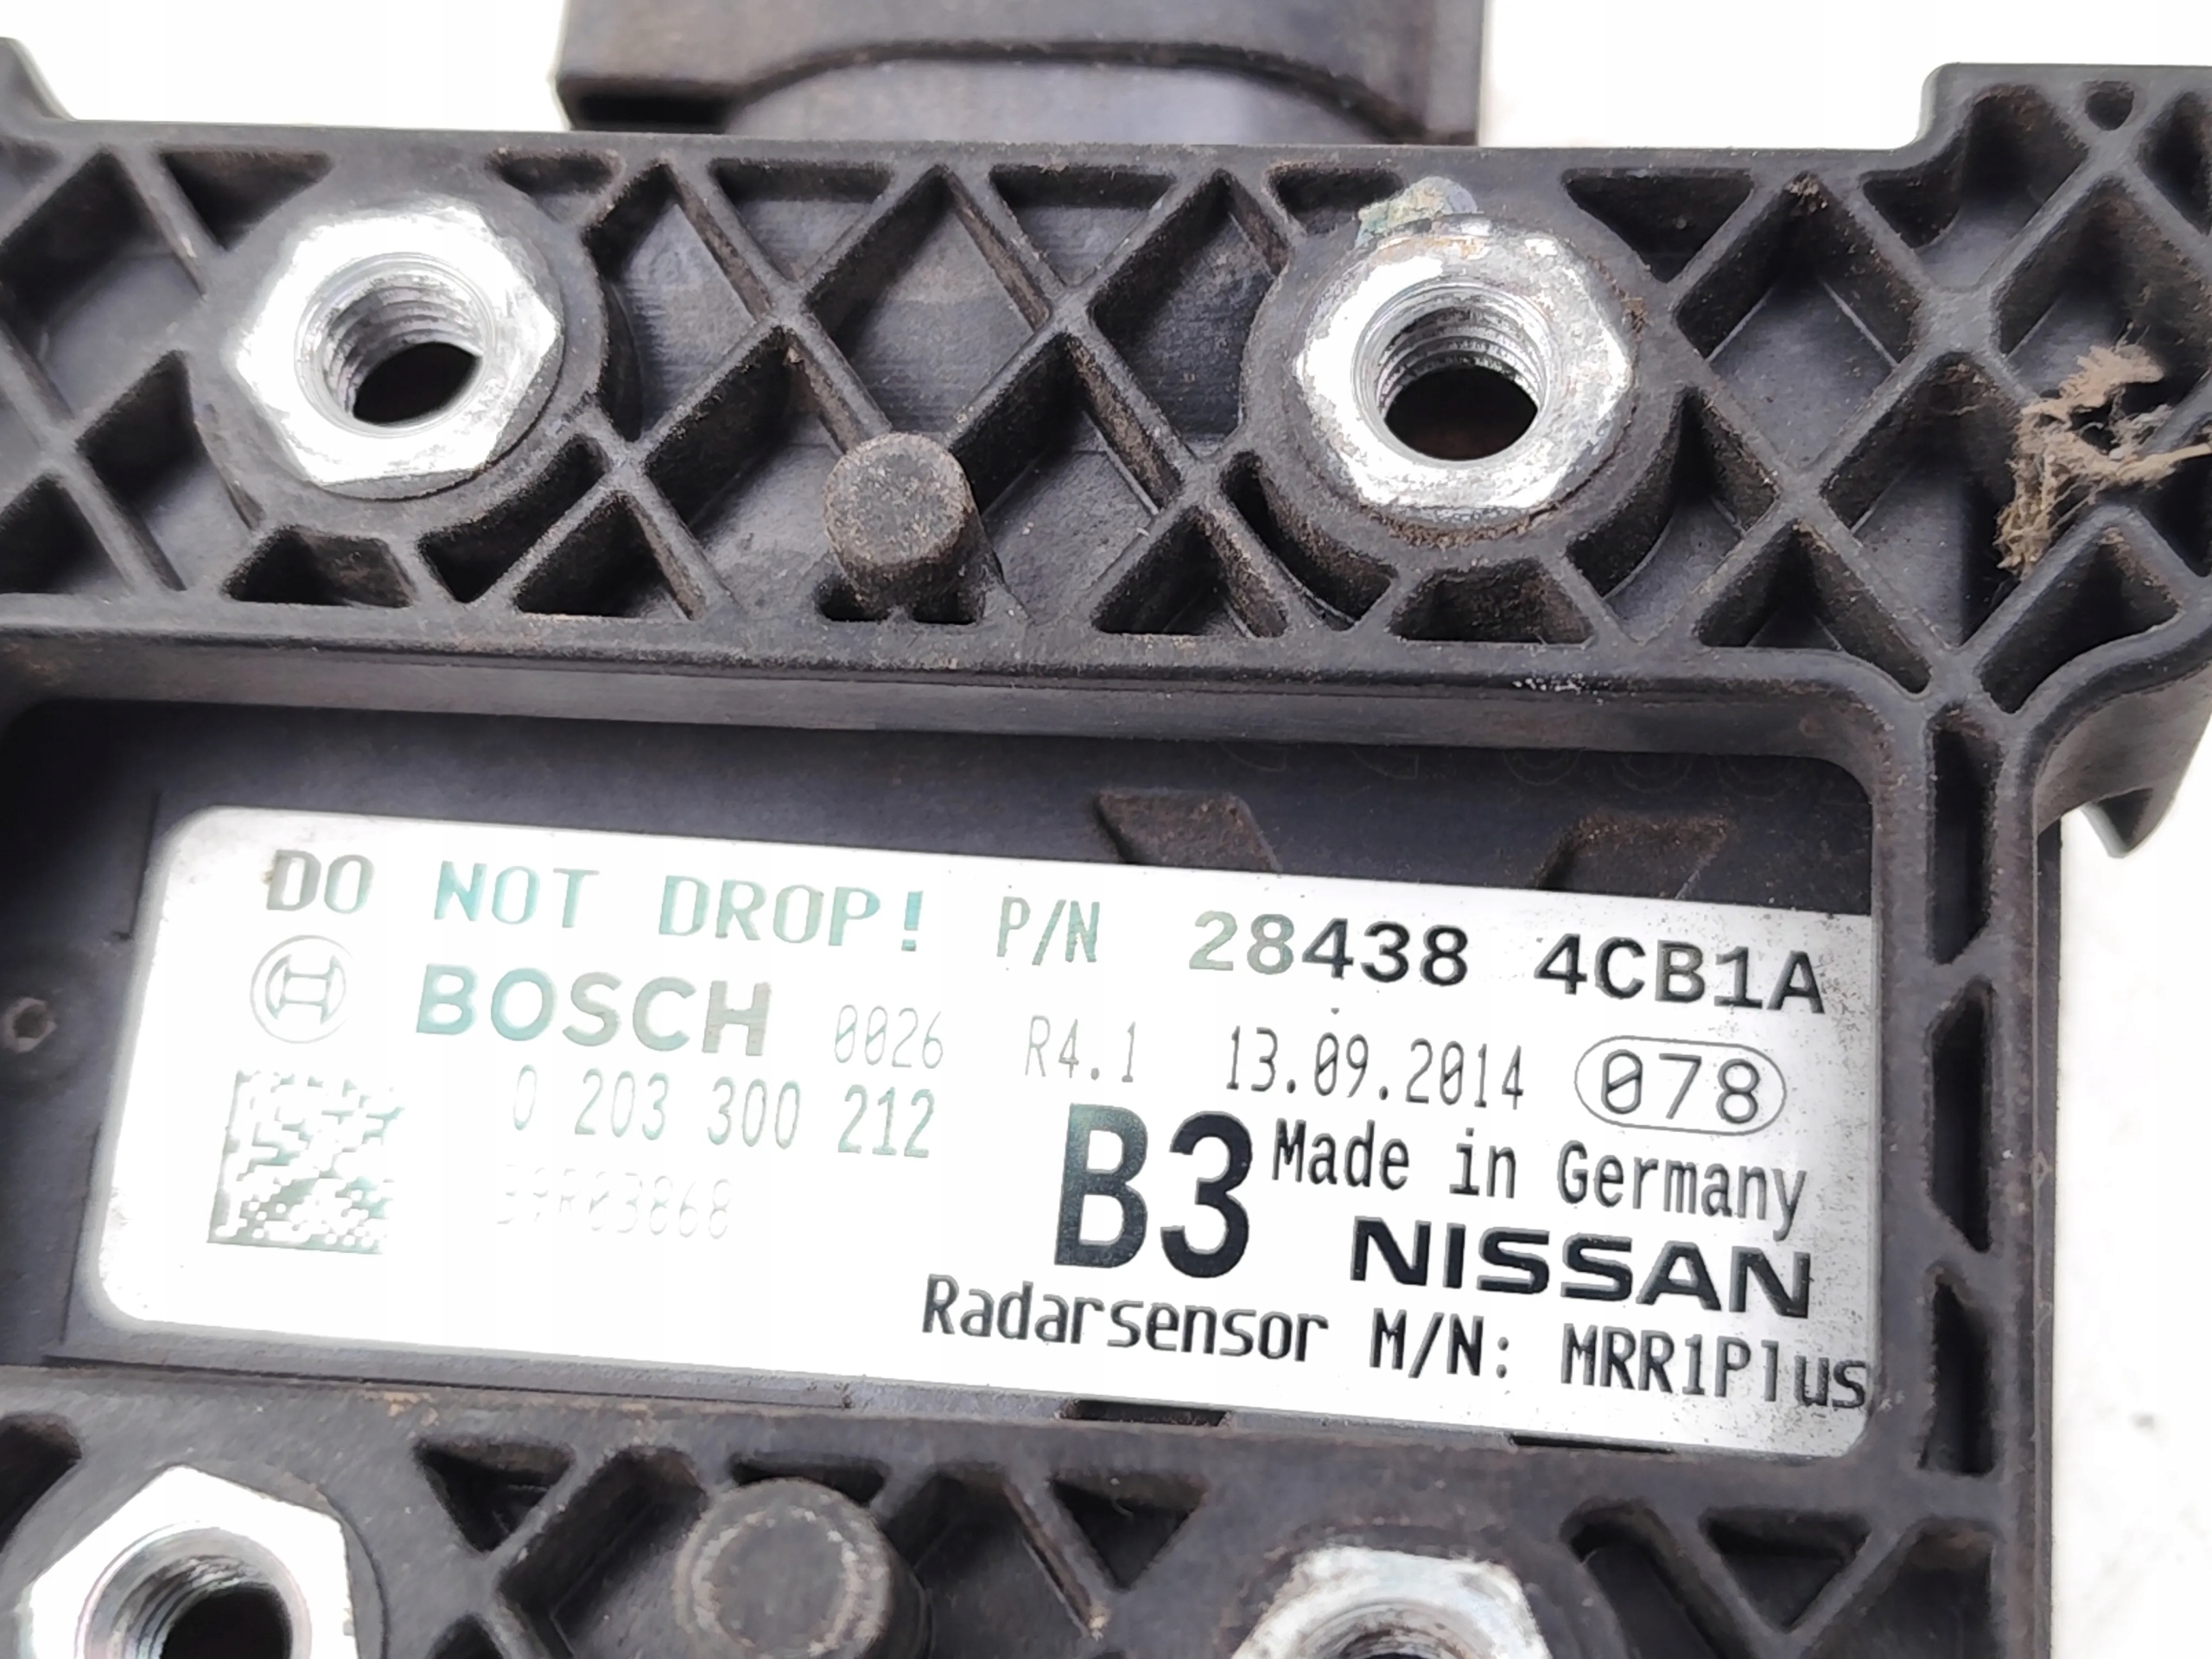 DO NOT DROP! P/N 28438 4CB1A
BOSCH 0026 R4.1 13.09.2014 078
0 203 300 212 B3 Made in Germany
NISSAN
Radarsensor M/N: MRR1Plus